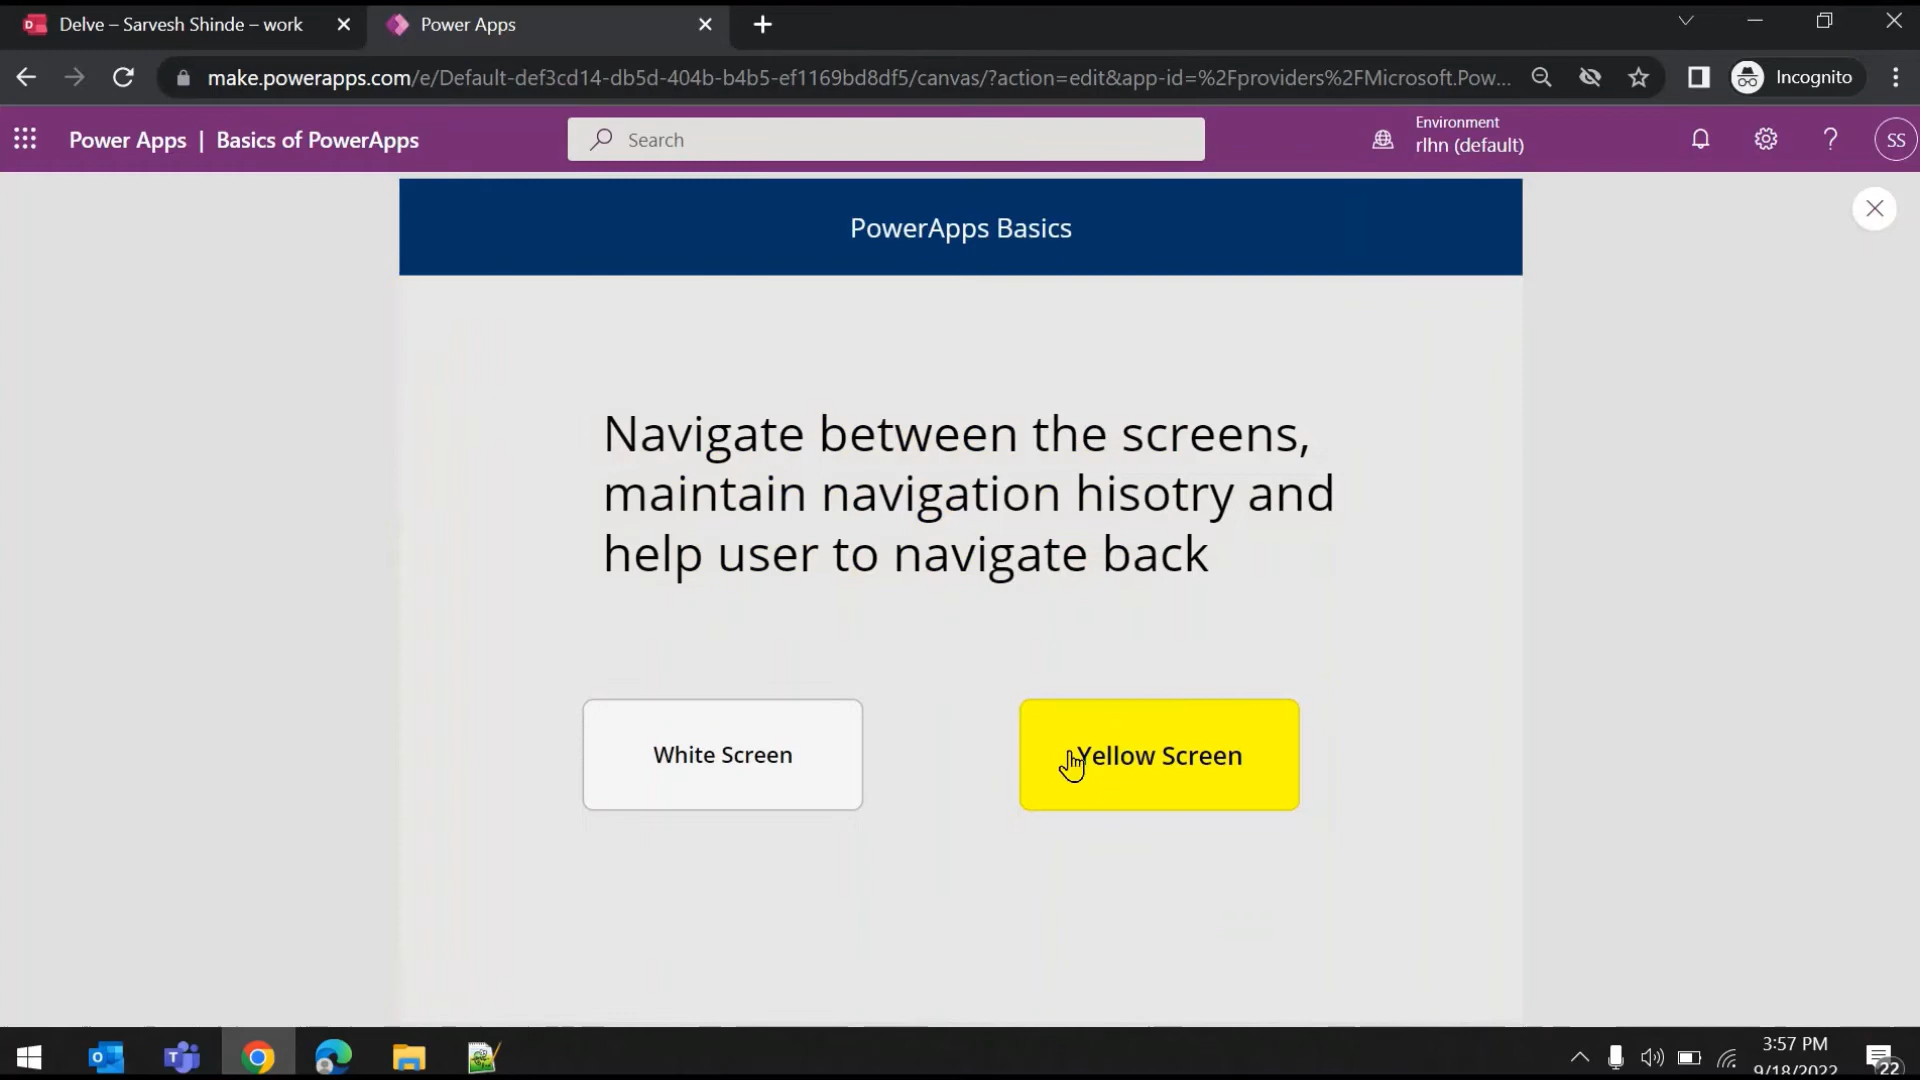 Delve – Sarvesh Shinde – work
Power Apps
make.powerapps.com/e/Default-def3cd14-db5d-404b-b4b5-ef1169bd8df5/canvas/?action=edit&app-id=%2Fproviders%2FMicrosoft.Pow...
Incognito
Power Apps | Basics of PowerApps
Search
Environment
rlhn (default)
SS
PowerApps Basics
Navigate between the screens,
maintain navigation hisotry and
help user to navigate back
White Screen
Yellow Screen
3:57 PM
9/18/2022
22